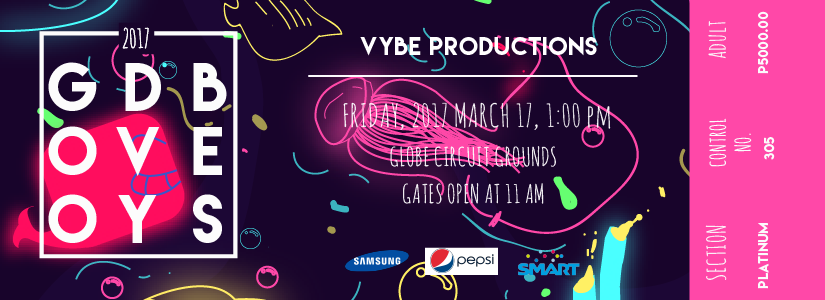 2017
GDB
OVE
OYS
VYBE PRODUCTIONS
FRIDAY, 2017 MARCH 17, 1:00 PM
GLOBE CIRCUIT GROUNDS
GATES OPEN AT 11 AM
SAMSUNG
pepsi
SMART
ADULT
P5000.00
CONTROL
NO.
305
SECTION
PLATINUM